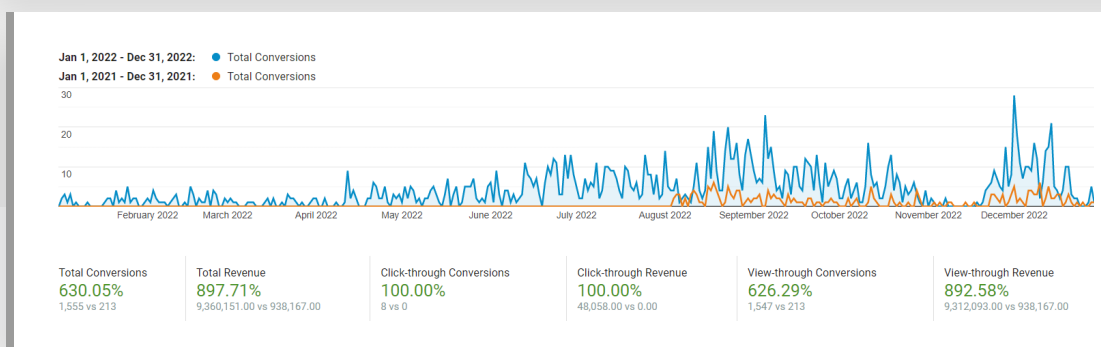 Jan 1, 2022 - Dec 31, 2022: Total Conversions
Jan 1, 2021 - Dec 31, 2021: Total Conversions
30
20
10
February 2022 March 2022 April 2022 May 2022 June 2022 July 2022 August 2022 September 2022 October 2022 November 2022 December 2022
Total Conversions Total Revenue Click-through Conversions Click-through Revenue View-through Conversions View-through Revenue
630.05% 897.71% 100.00% 100.00% 626.29% 892.58%
1,555 vs 213 9,360,151.00 vs 938,167.00 8 vs 0 48,058.00 vs 0.00 1,547 vs 213 9,312,093.00 vs 938,167.00